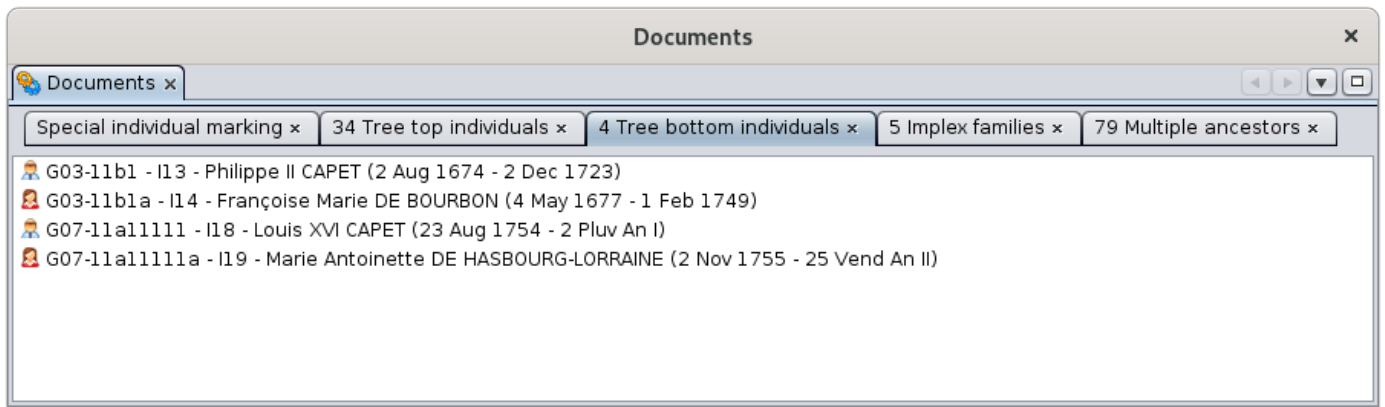 Documents ×
Documents ×
Special individual marking × 34 Tree top individuals × 4 Tree bottom individuals × 5 Implex families × 79 Multiple ancestors ×
G03-11b1 - I13 - Philippe II CAPET (2 Aug 1674 - 2 Dec 1723)
G03-11b1a - I14 - Françoise Marie DE BOURBON (4 May 1677 - 1 Feb 1749)
G07-11a11111 - I18 - Louis XVI CAPET (23 Aug 1754 - 2 Pluv An I)
G07-11a11111a - I19 - Marie Antoinette DE HASBOURG-LORRAINE (2 Nov 1755 - 25 Vend An II)